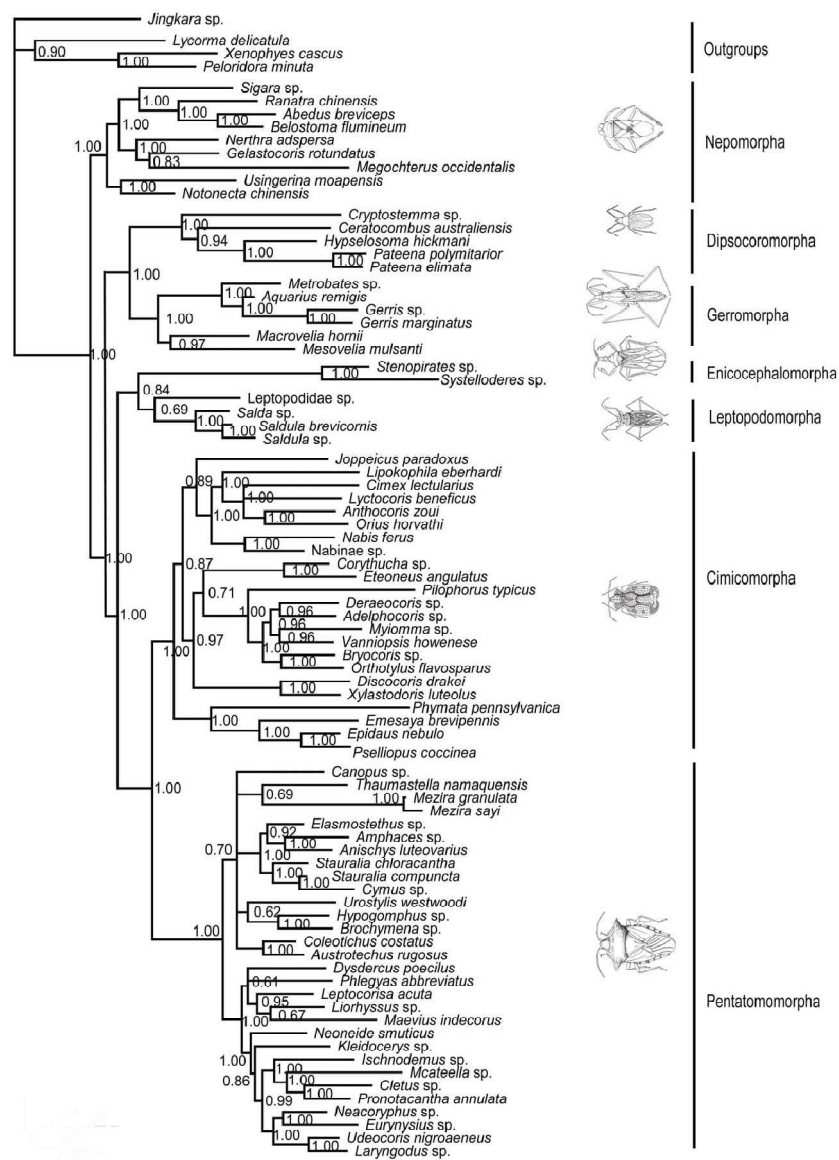 Jingkara sp.
Lycorma delicatula
0.90
Xenophyes cascus
1.00
Peloridora minuta
Outgroups
Sigara sp.
1.00
Ranatra chinensis
1.00
Abedus breviceps
1.00
Belostoma flumineum
1.00
1.00
Nerthra adspersa
1.00
Gelastocoris rotundatus
0.83
Megochterus occidentalis
Usingerina moapensis
1.00
Notonecta chinensis
Nepomorpha
Cryptostemma sp.
1.00
Ceratocombus australiensis
0.94
Hypselosoma hickmani
1.00
Pateena polymitarior
1.00
Pateena elimata
Dipsocoromorpha
1.00
Metrobates sp.
1.00
Aquarius remigis
1.00
Gerris sp.
1.00
Gerris marginatus
1.00
Macrovelia hornii
0.97
Mesovelia mulsanti
Gerromorpha
1.00
Stenopirates sp.
1.00
Systelloderes sp.
Enicocephalomorpha
0.84
Leptopodidae sp.
0.69
Salda sp.
1.00
Saldula brevicornis
1.00
Saldula sp.
Leptopodomorpha
Joppeicus paradoxus
0.89
Lipokophila eberhardi
1.00
Cimex lectularius
1.00
Lyctocoris beneficus
1.00
Anthocoris zoui
1.00
Orius horvathi
Nabis ferus
1.00
Nabinae sp.
1.00
0.87
Corythucha sp.
1.00
Eteoneus angulatus
0.71
Pilophorus typicus
Cimicomorpha
Deraeocoris sp.
1.00
0.96
Adelphocoris sp.
0.96
Myiomma sp.
0.96
Vanniopsis howenese
1.00
0.97
1.00
1.00
Bryocoris sp.
1.00
Orthotylus flavosparus
Discocoris drakei
1.00
Xylastodoris luteolus
Phymata pennsylvanica
1.00
Emesaya brevipennis
1.00
Epidaus nebulo
1.00
Pselliopus coccinea
1.00
Canopus sp.
Thaumastella namaquensis
0.69
1.00
Mezira granulata
Mezira sayi
Elasmostethus sp.
0.92
Amphaces sp.
1.00
Anischys luteovarius
0.70
1.00
Stauralia chloracantha
1.00
Stauralia compuncta
1.00
Cymus sp.
Urostylis westwoodi
0.62
Hypogomphus sp.
1.00
Brochymena sp.
1.00
Coleotichus costatus
1.00
Austrotechus rugosus
Dysdercus poecilus
0.61
Phlegyas abbreviatus
Leptocorisa acuta
0.95
Liorhyssus sp.
0.67
Maevius indecorus
1.00
Pentatomomorpha
Neoneide smuticus
1.00
Kleidocerys sp.
0.86
Ischnodemus sp.
1.00
Mcateella sp.
1.00
Cletus sp.
1.00
Pronotacantha annulata
0.99
Neacoryphus sp.
1.00
Eurynysius sp.
1.00
Udeocoris nigroaeneus
1.00
Laryngodus sp.